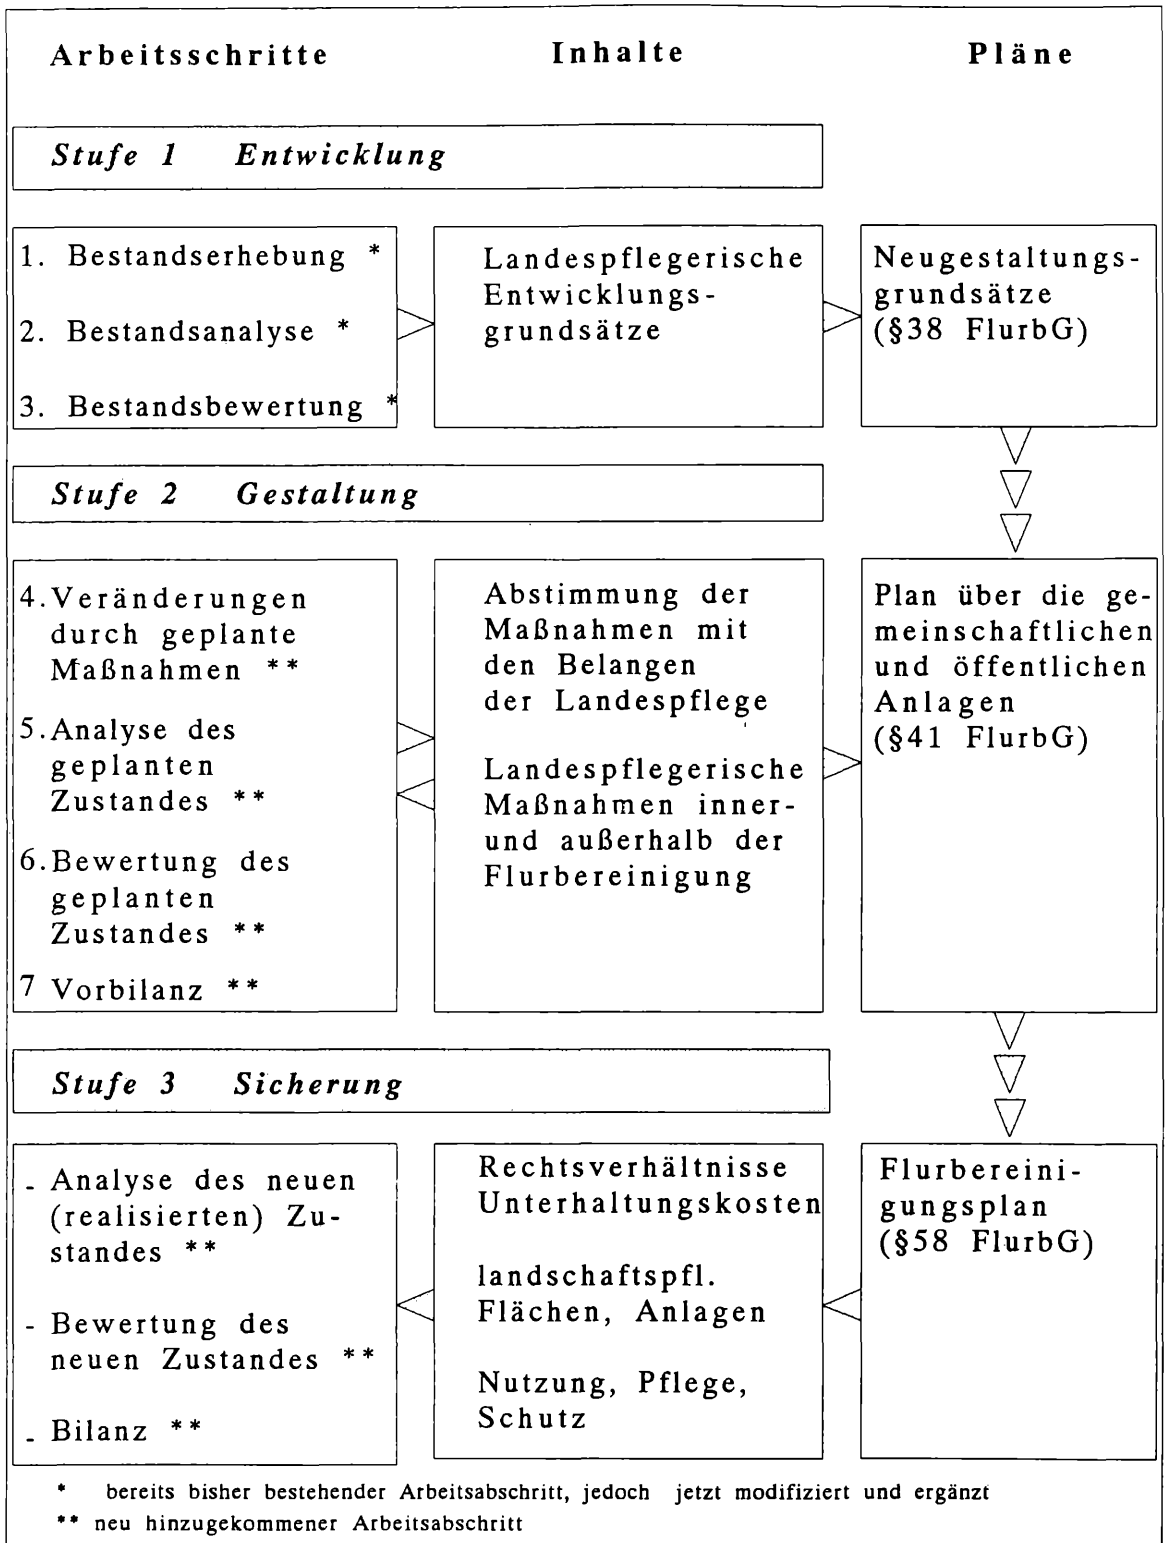 Arbeitsschritte Inhalte Pläne
Stufe 1 Entwicklung
1. Bestandserhebung *
2. Bestandsanalyse *
3. Bestandsbewertung *
Landespflegerische
Entwicklungs-
grundsätze
Neugestaltungs-
grundsätze
(§38 FlurbG)
Stufe 2 Gestaltung
4. Veränderungen
durch geplante
Maßnahmen **
5. Analyse des
geplanten
Zustandes **
6. Bewertung des
geplanten
Zustandes **
7 Vorbilanz **
Abstimmung der
Maßnahmen mit
den Belangen
der Landespflege
Landespflegerische
Maßnahmen inner-
und außerhalb der
Flurbereinigung
Plan über die ge-
meinschaftlichen
und öffentlichen
Anlagen
(§41 FlurbG)
Stufe 3 Sicherung
- Analyse des neuen
(realisierten) Zu-
standes **
- Bewertung des
neuen Zustandes **
- Bilanz **
Rechtsverhältnisse
Unterhaltungskosten
landschaftspfl.
Flächen, Anlagen
Nutzung, Pflege,
Schutz
Flurbereini-
gungsplan
(§58 FlurbG)
* bereits bisher bestehender Arbeitsabschritt, jedoch jetzt modifiziert und ergänzt
** neu hinzugekommener Arbeitsabschritt